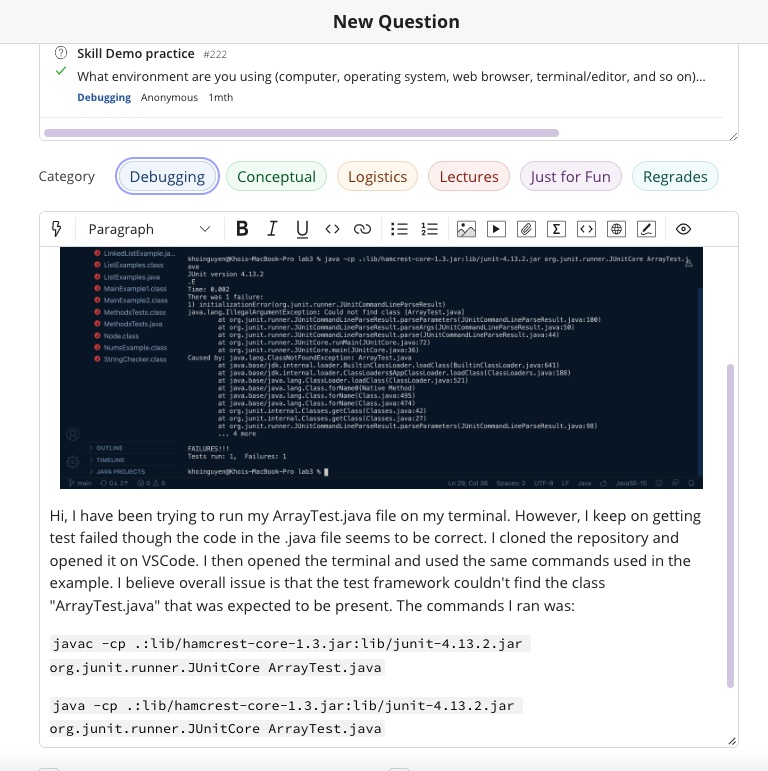 New Question
Skill Demo practice #222
What environment are you using (computer, operating system, web browser, terminal/editor, and so on)...
Debugging Anonymous 1mth
Category Debugging Conceptual Logistics Lectures Just for Fun Regrades
Paragraph B I U
LinkedListExample.ja...
ListExamples.class
ListExamples.java
MainExample1.class
MainExample2.class
MethodsTests.class
MethodsTests.java
Node.class
NumsExample.class
StringChecker.class
OUTLINE
TIMELINE
JAVA PROJECTS
khoinguyen@Khois-MacBook-Pro lab3 % java -cp .:lib/hamcrest-core-1.3.jar:lib/junit-4.13.2.jar org.junit.runner.JUnitCore ArrayTest.j
ava
JUnit version 4.13.2
.E
Time: 0.002
There was 1 failure:
1) initializationError(org.junit.runner.JUnitCommandLineParseResult)
java.lang.IllegalArgumentException: Could not find class [ArrayTest.java]
at org.junit.runner.JUnitCommandLineParseResult.parseParameters(JUnitCommandLineParseResult.java:100)
at org.junit.runner.JUnitCommandLineParseResult.parseArgs(JUnitCommandLineParseResult.java:50)
at org.junit.runner.JUnitCommandLineParseResult.parse(JUnitCommandLineParseResult.java:44)
at org.junit.runner.JUnitCore.runMain(JUnitCore.java:72)
at org.junit.runner.JUnitCore.main(JUnitCore.java:36)
Caused by: java.lang.ClassNotFoundException: ArrayTest.java
at java.base/jdk.internal.loader.BuiltinClassLoader.loadClass(BuiltinClassLoader.java:641)
at java.base/jdk.internal.loader.ClassLoaders$AppClassLoader.loadClass(ClassLoaders.java:188)
at java.base/java.lang.ClassLoader.loadClass(ClassLoader.java:521)
at java.base/java.lang.Class.forName0(Native Method)
at java.base/java.lang.Class.forName(Class.java:495)
at java.base/java.lang.Class.forName(Class.java:474)
at org.junit.internal.Classes.getClass(Classes.java:42)
at org.junit.internal.Classes.getClass(Classes.java:27)
at org.junit.runner.JUnitCommandLineParseResult.parseParameters(JUnitCommandLineParseResult.java:98)
... 4 more
FAILURES!!!
Tests run: 1, Failures: 1
khoinguyen@Khois-MacBook-Pro lab3 %
main Ln 29, Col 36 Spaces: 2 UTF-8 LF Java JavaSE-15
Hi, I have been trying to run my ArrayTest.java file on my terminal. However, I keep on getting
test failed though the code in the .java file seems to be correct. I cloned the repository and
opened it on VSCode. I then opened the terminal and used the same commands used in the
example. I believe overall issue is that the test framework couldn't find the class
"ArrayTest.java" that was expected to be present. The commands I ran was:
javac -cp .:lib/hamcrest-core-1.3.jar:lib/junit-4.13.2.jar
org.junit.runner.JUnitCore ArrayTest.java
java -cp .:lib/hamcrest-core-1.3.jar:lib/junit-4.13.2.jar
org.junit.runner.JUnitCore ArrayTest.java